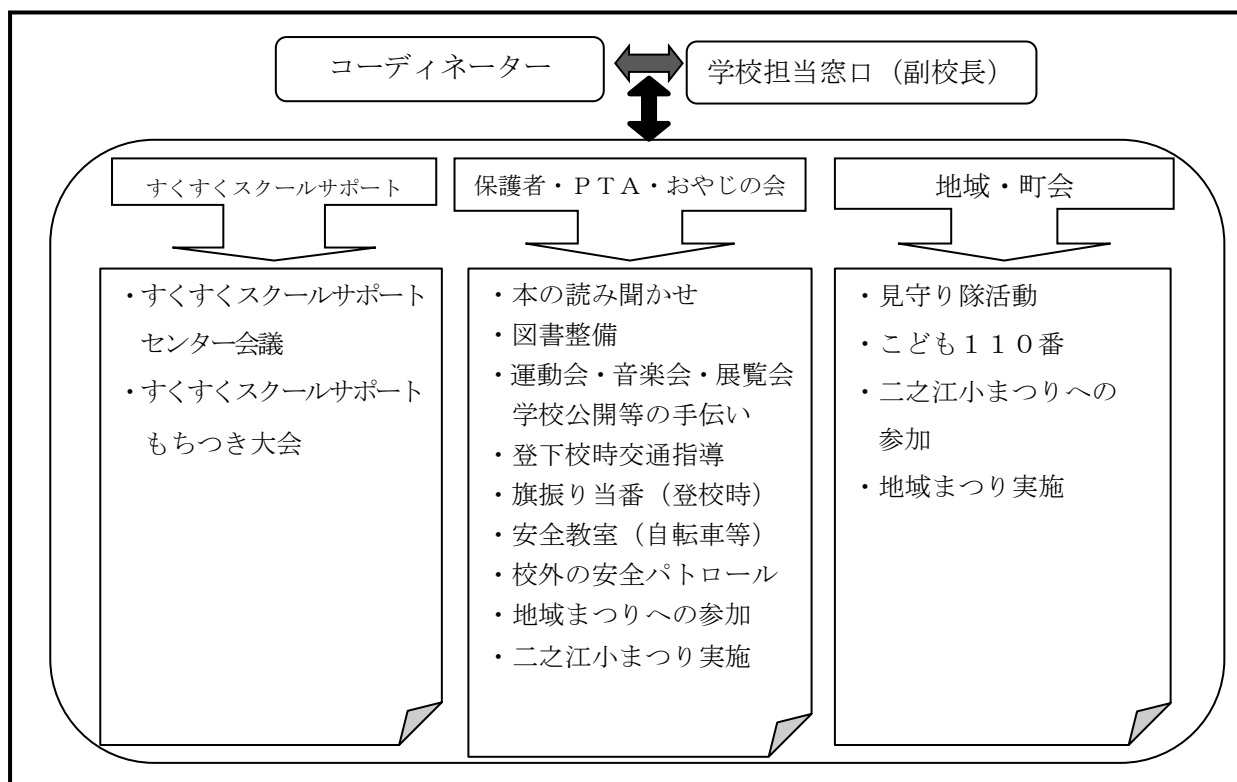 コーディネーター
学校担当窓口（副校長）
すくすくスクールサポート
・すくすくスクールサポート
センター会議
・すくすくスクールサポート
もちつき大会
保護者・ＰＴＡ・おやじの会
・本の読み聞かせ
・図書整備
・運動会・音楽会・展覧会
学校公開等の手伝い
・登下校時交通指導
・旗振り当番（登校時）
・安全教室（自転車等）
・校外の安全パトロール
・地域まつりへの参加
・二之江小まつり実施
地域・町会
・見守り隊活動
・こども１１０番
・二之江小まつりへの
参加
・地域まつり実施